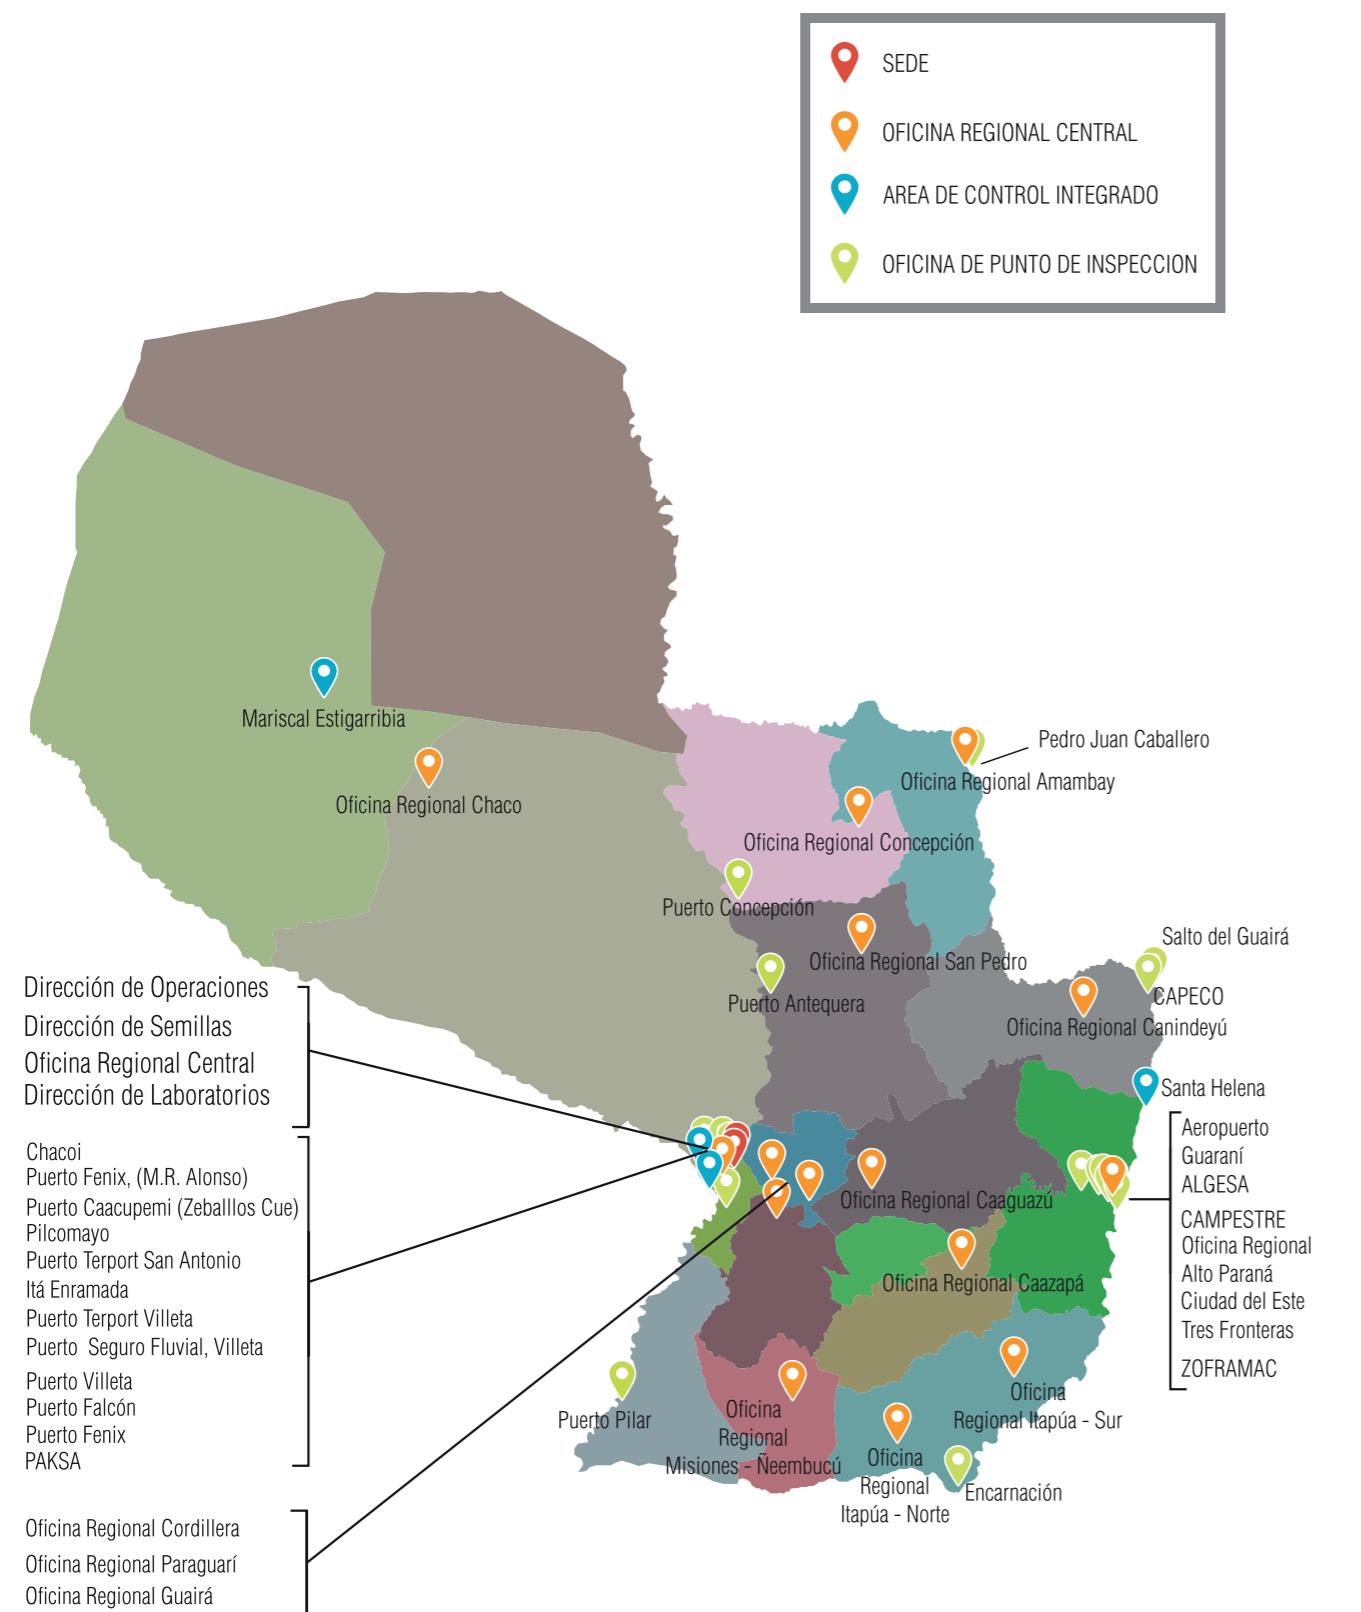 SEDE
OFICINA REGIONAL CENTRAL
AREA DE CONTROL INTEGRADO
OFICINA DE PUNTO DE INSPECCION
Mariscal Estigarribia
Oficina Regional Chaco
Pedro Juan Caballero
Oficina Regional Amambay
Oficina Regional Concepción
Puerto Concepción
Salto del Guairá
Oficina Regional San Pedro
CAPECO
Puerto Antequera
Oficina Regional Canindeyú
Santa Helena
Dirección de Operaciones
Dirección de Semillas
Oficina Regional Central
Dirección de Laboratorios
Chacoi
Puerto Fenix, (M.R. Alonso)
Puerto Caacupemi (Zeballlos Cue)
Pilcomayo
Puerto Terport San Antonio
Itá Enramada
Puerto Terport Villeta
Puerto  Seguro Fluvial, Villeta
Puerto Villeta
Puerto Falcón
Puerto Fenix
PAKSA
Oficina Regional Cordillera
Oficina Regional Paraguarí
Oficina Regional Guairá
Aeropuerto
Guaraní
ALGESA
CAMPESTRE
Oficina Regional
Alto Paraná
Ciudad del Este
Tres Fronteras
ZOFRAMAC
Oficina Regional Caaguazú
Oficina Regional Caazapá
Oficina
Regional Itapúa - Sur
Puerto Pilar
Oficina
Regional
Misiones - Ñeembucú
Oficina
Regional
Itapúa - Norte
Encarnación